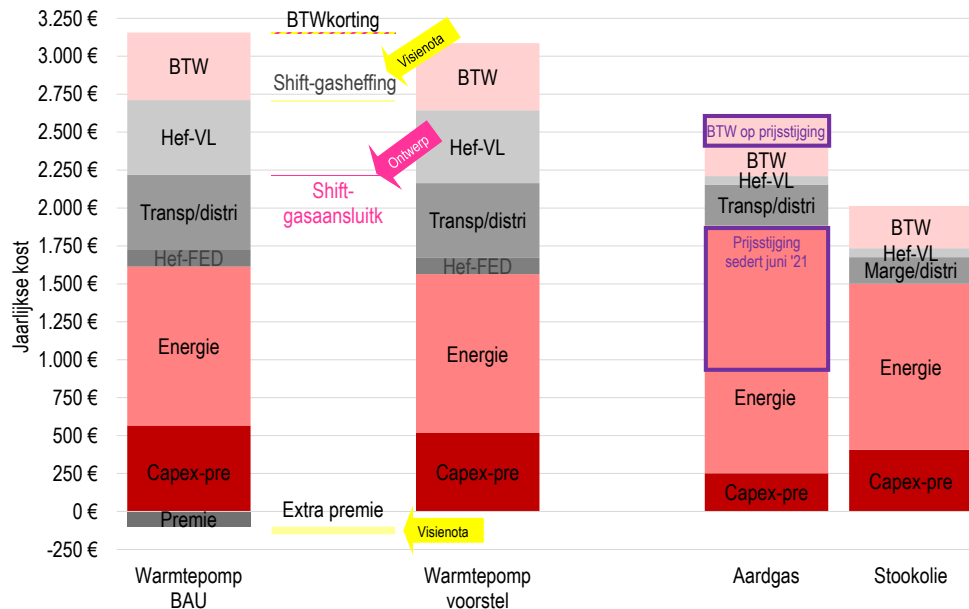 Jaarlijkse kost
3.250 €
3.000 €
2.750 €
2.500 €
2.250 €
2.000 €
1.750 €
1.500 €
1.250 €
1.000 €
750 €
500 €
250 €
0 €
-250 €
BTW
Hef-VL
Transp/distri
Hef-FED
Energie
Capex-pre
Premie
BTWkorting
Shift-gasheffing
Shift-
gasaansluitk
Extra premie
Visienota
Ontwerp
Visienota
BTW
Hef-VL
Transp/distri
Hef-FED
Energie
Capex-pre
BTW op prijsstijging
BTW
Hef-VL
Transp/distri
Prijsstijging
sedert juni '21
Energie
Capex-pre
BTW
Hef-VL
Marge/distri
Energie
Capex-pre
Warmtepomp
BAU
Warmtepomp
voorstel
Aardgas
Stookolie